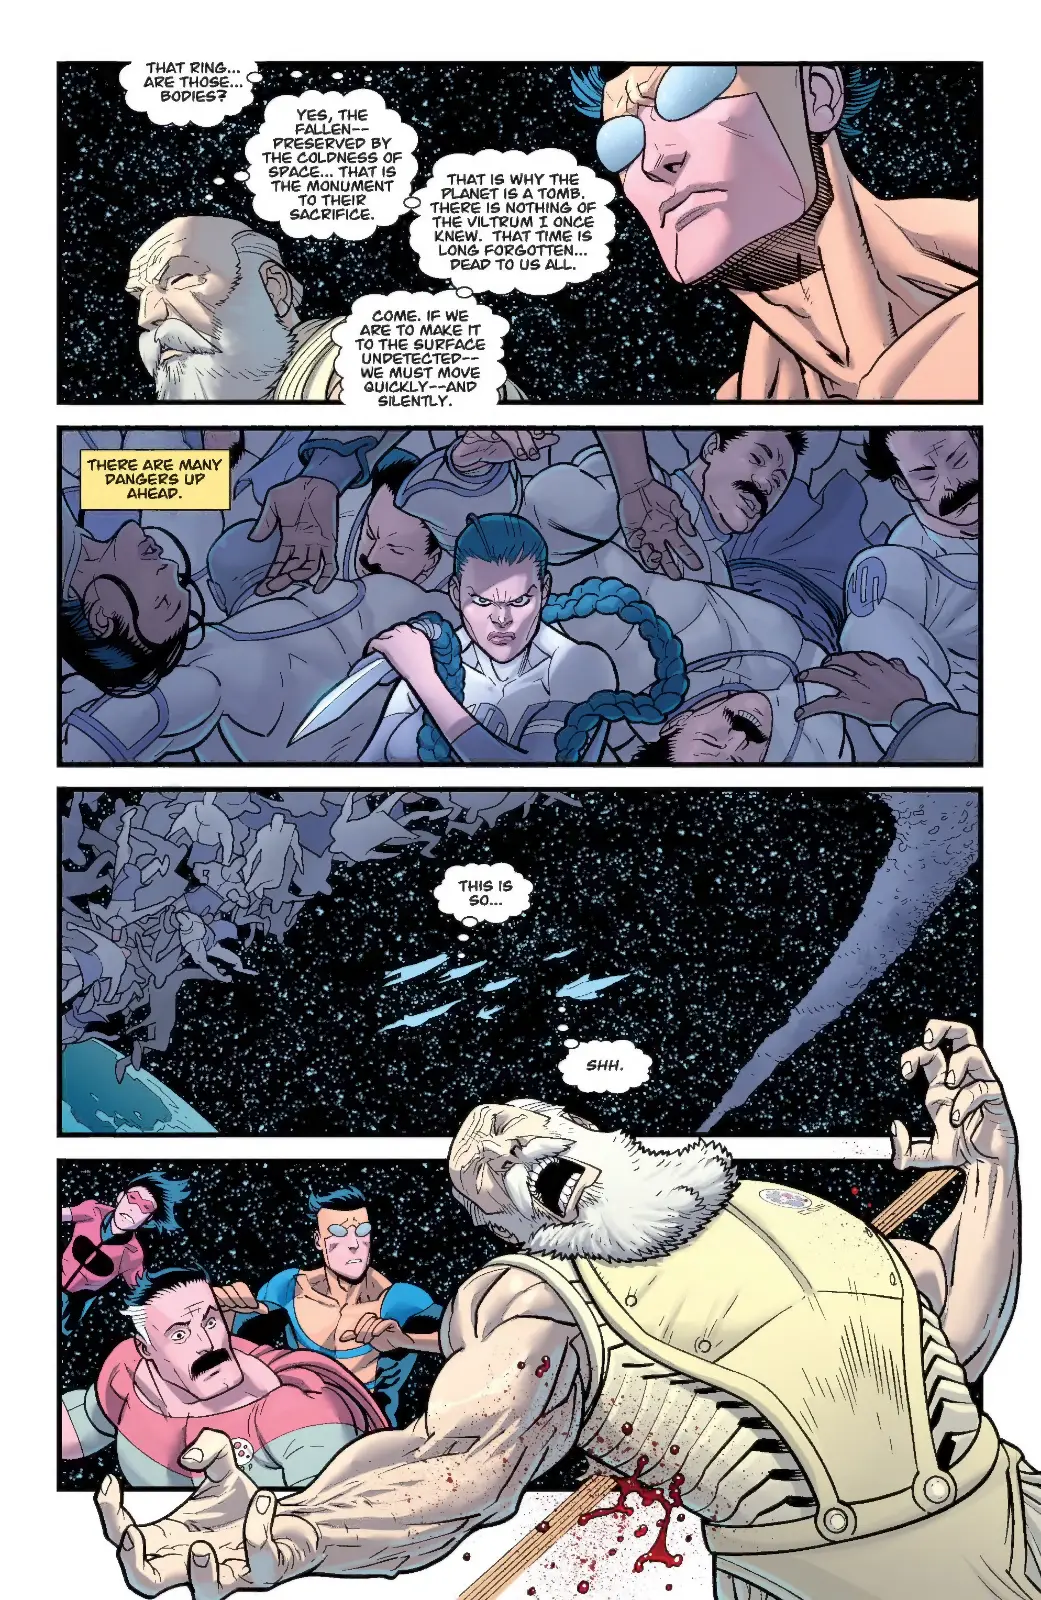 THAT RING...
ARE THOSE...
BODIES?
YES, THE
FALLEN--
PRESERVED BY
THE COLDNESS OF
SPACE... THAT IS
THE MONUMENT
TO THEIR
SACRIFICE.
THAT IS WHY THE
PLANET IS A TOMB.
THERE IS NOTHING OF
THE VILTRUM I ONCE
KNEW. THAT TIME IS
LONG FORGOTTEN...
DEAD TO US ALL.
COME. IF WE
ARE TO MAKE IT
TO THE SURFACE
UNDETECTED--
WE MUST MOVE
QUICKLY--AND
SILENTLY.
THERE ARE MANY
DANGERS UP
AHEAD.
THIS IS
SO...
SHH.